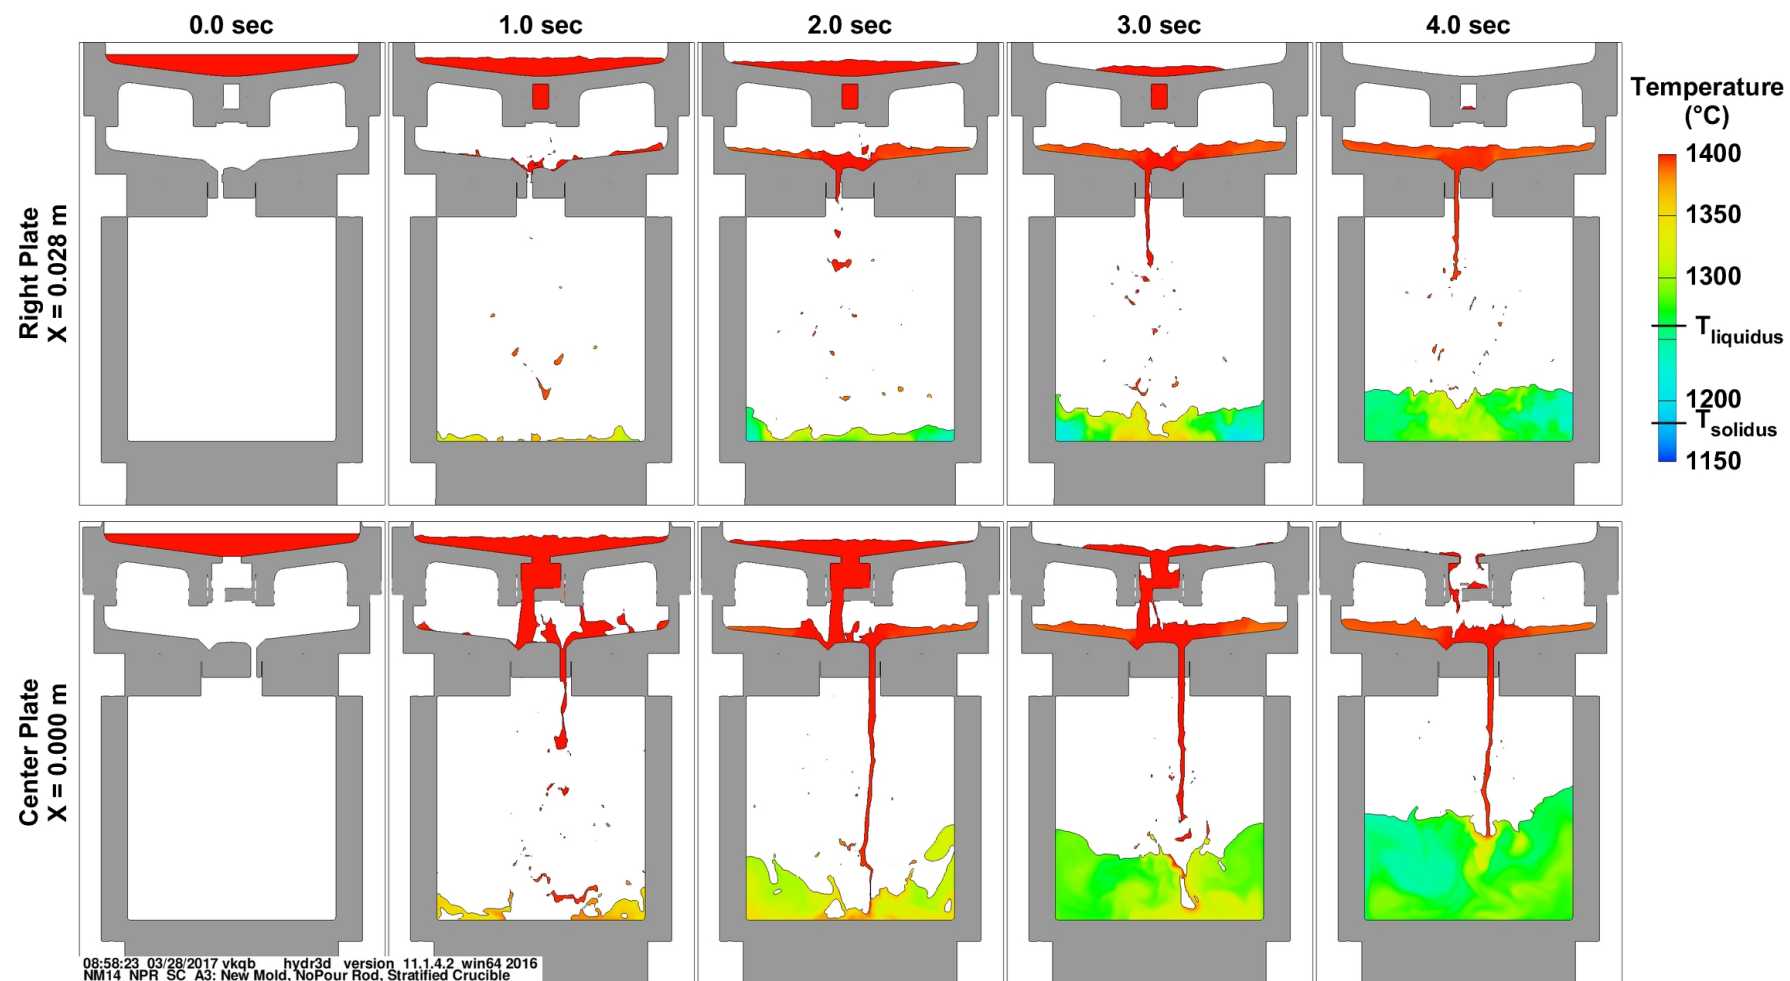 0.0 sec 1.0 sec 2.0 sec 3.0 sec 4.0 sec
Temperature
(°C)
1400
1350
1300
Tliquidus
1200
Tsolidus
1150
Right Plate
X = 0.028 m
Center Plate
X = 0.000 m
08:58:23 03/28/2017 vkqb hydr3d version 11.1.4.2 win64 2016
NM14 NPR SC A3: New Mold, NoPour Rod, Stratified Crucible